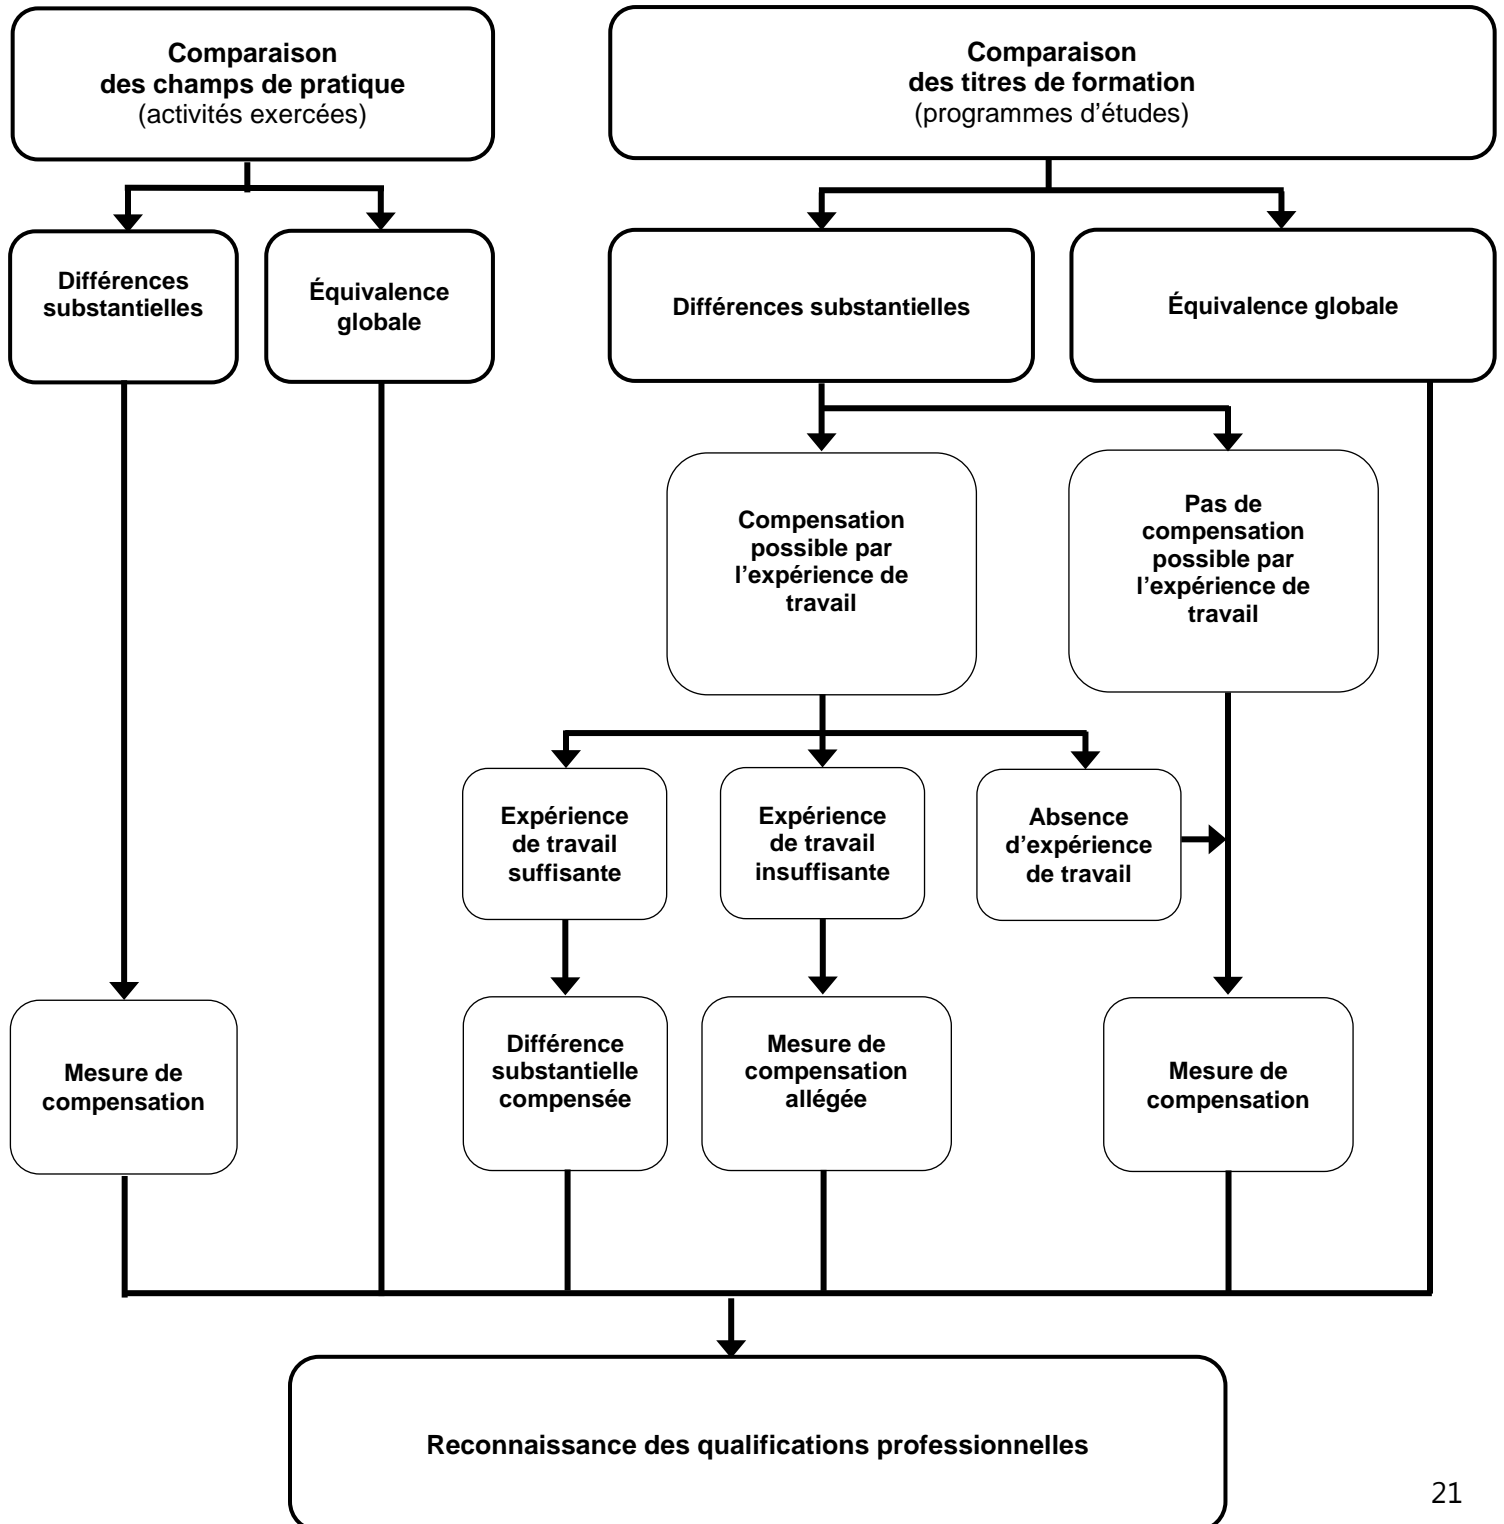 Comparaison
des champs de pratique
(activités exercées)
Comparaison
des titres de formation
(programmes d'études)
Différences
substantielles
Équivalence
globale
Différences substantielles
Équivalence globale
Compensation
possible par
l'expérience de
travail
Pas de
compensation
possible par
l'expérience de
travail
Expérience
de travail
suffisante
Expérience
de travail
insuffisante
Absence
d'expérience
de travail
Mesure de
compensation
Différence
substantielle
compensée
Mesure de
compensation
allégée
Mesure de
compensation
Reconnaissance des qualifications professionnelles
21